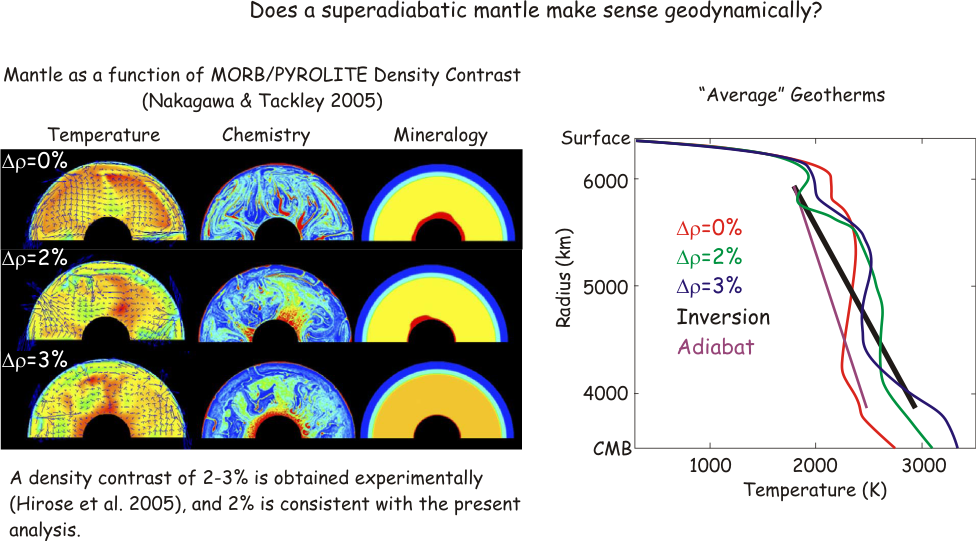 Does a superadiabatic mantle make sense geodynamically?
Mantle as a function of MORB/PYROLITE Density Contrast
(Nakagawa & Tackley 2005)
Temperature
Chemistry
Mineralogy
Δρ=0%
Δρ=2%
Δρ=3%
A density contrast of 2-3% is obtained experimentally
(Hirose et al. 2005), and 2% is consistent with the present
analysis.
"Average" Geotherms
Surface
6000
5000
4000
CMB
Radius (km)
Δρ=0%
Δρ=2%
Δρ=3%
Inversion
Adiabat
1000
2000
3000
Temperature (K)